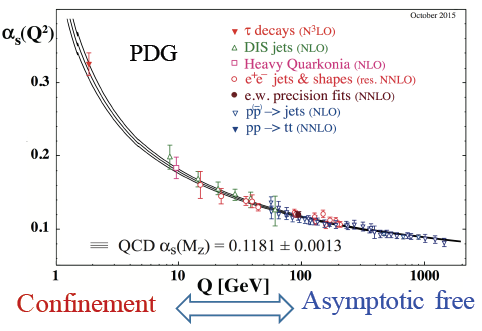 October 2015
αs(Q²)
PDG
τ decays (N³LO)
DIS jets (NLO)
Heavy Quarkonia (NLO)
e⁺e⁻ jets & shapes (res. NNLO)
e.w. precision fits (NNLO)
pp̄ –> jets (NLO)
pp –> tt (NNLO)
0.3
0.2
0.1
QCD αs(Mz) = 0.1181 ± 0.0013
1 10 100 1000
Q [GeV]
Confinement Asymptotic free